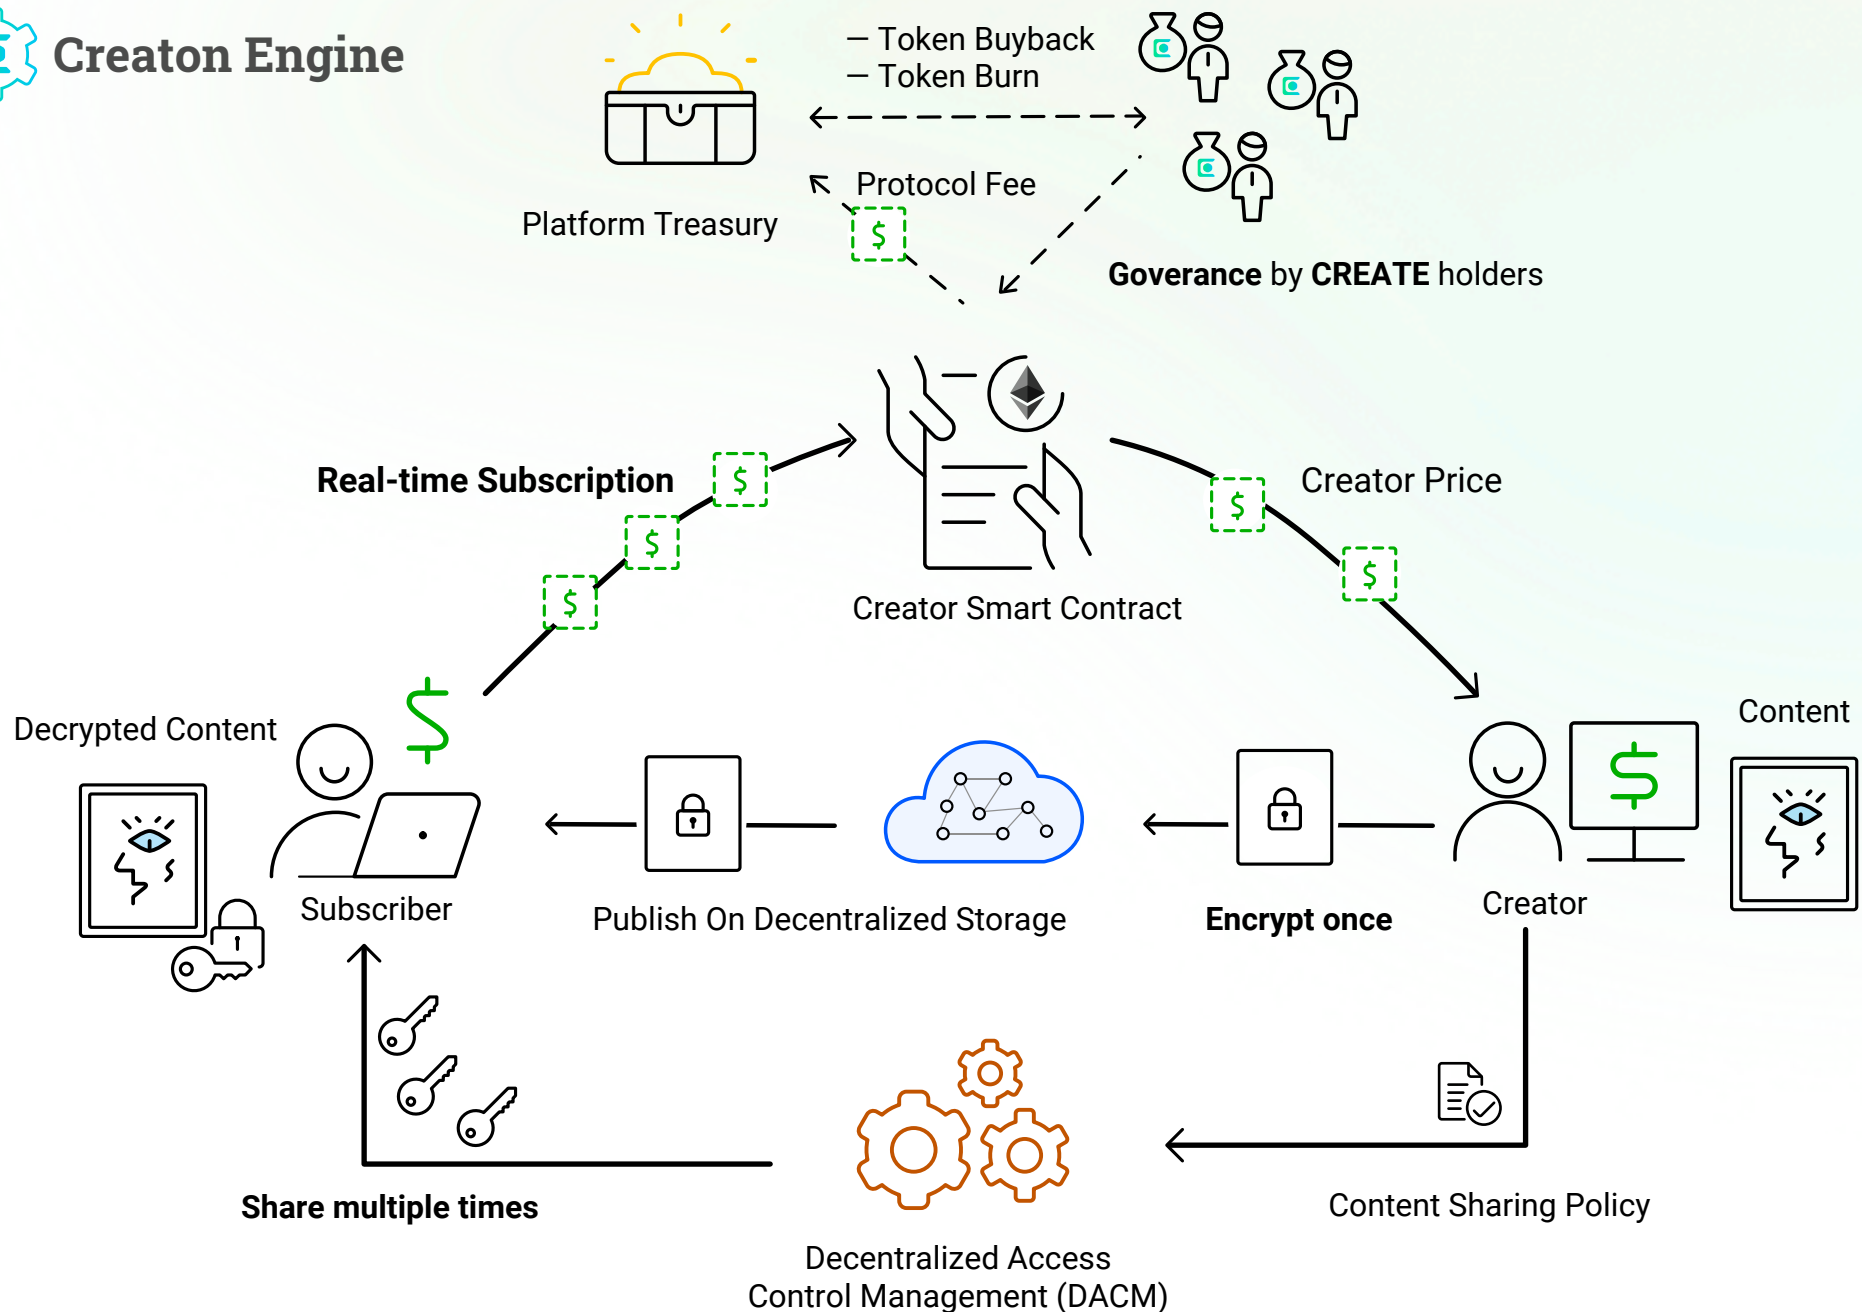 Creaton Engine
— Token Buyback
— Token Burn
Protocol Fee
Platform Treasury
Goverance by CREATE holders
Real-time Subscription
Creator Price
Creator Smart Contract
Decrypted Content
Content
Subscriber
Publish On Decentralized Storage
Encrypt once
Creator
Share multiple times
Content Sharing Policy
Decentralized Access
Control Management (DACM)